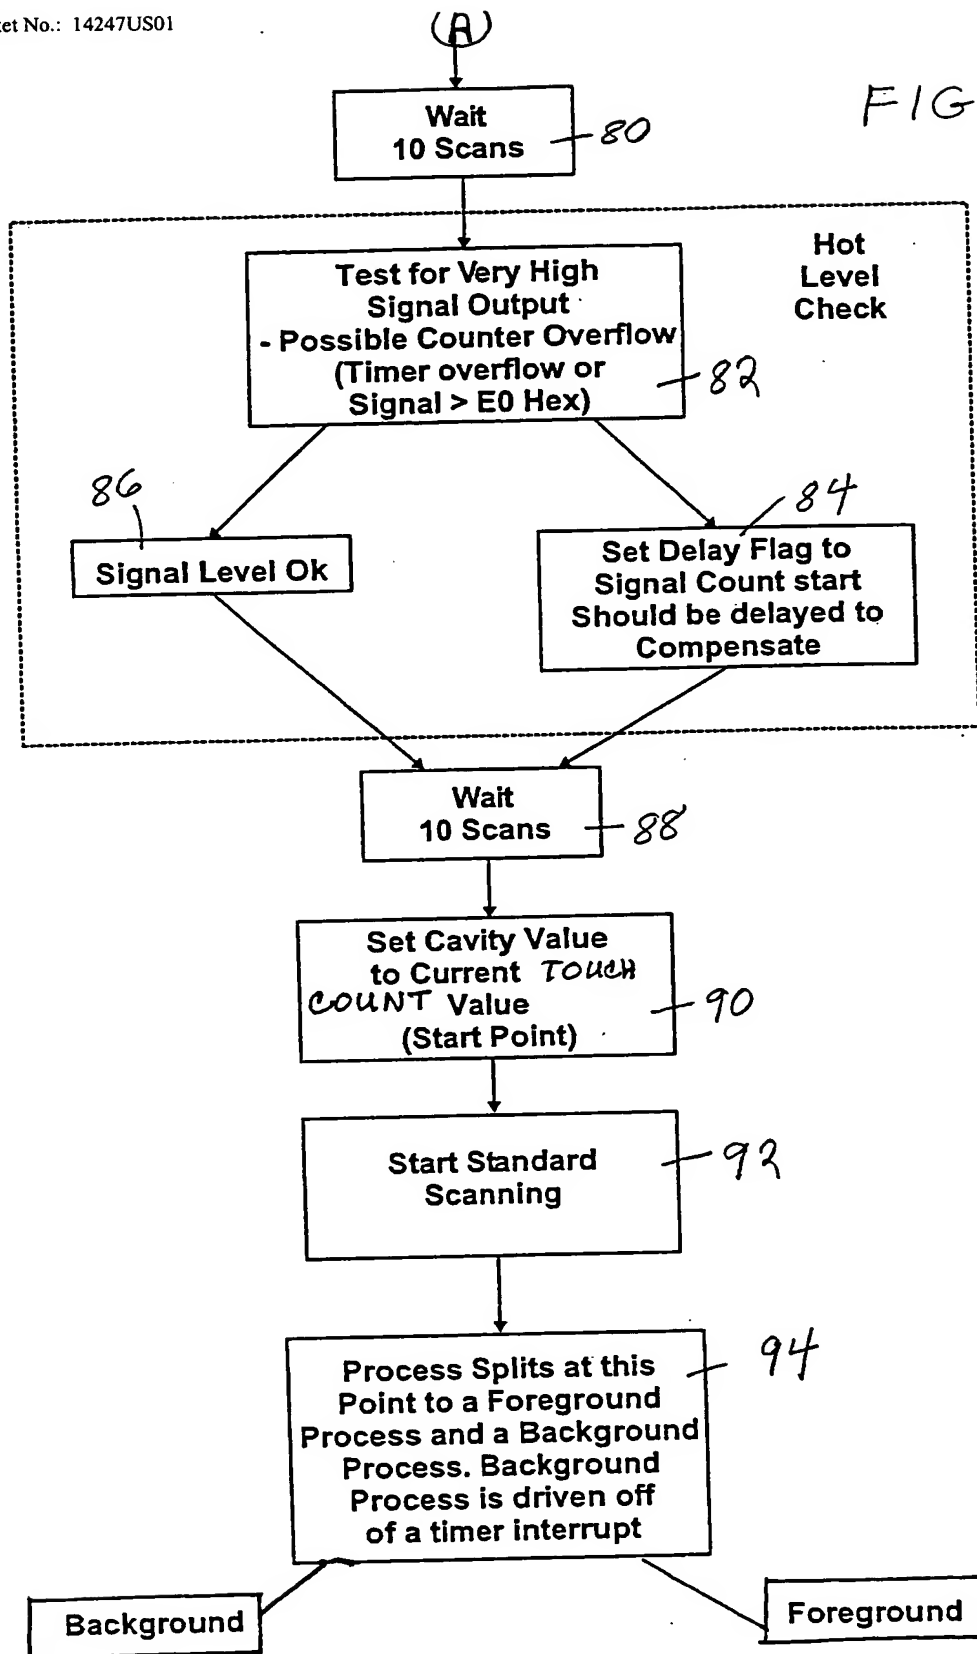 et No.: 14247US01
(A)
FIG
Wait
10 Scans
80
Hot
Level
Check
Test for Very High
Signal Output
- Possible Counter Overflow
(Timer overflow or
Signal > E0 Hex)
82
86
Signal Level Ok
84
Set Delay Flag to
Signal Count start
Should be delayed to
Compensate
Wait
10 Scans
88
Set Cavity Value
to Current TOUCH
COUNT Value
(Start Point)
90
Start Standard
Scanning
92
Process Splits at this
Point to a Foreground
Process and a Background
Process. Background
Process is driven off
of a timer interrupt
94
Background
Foreground